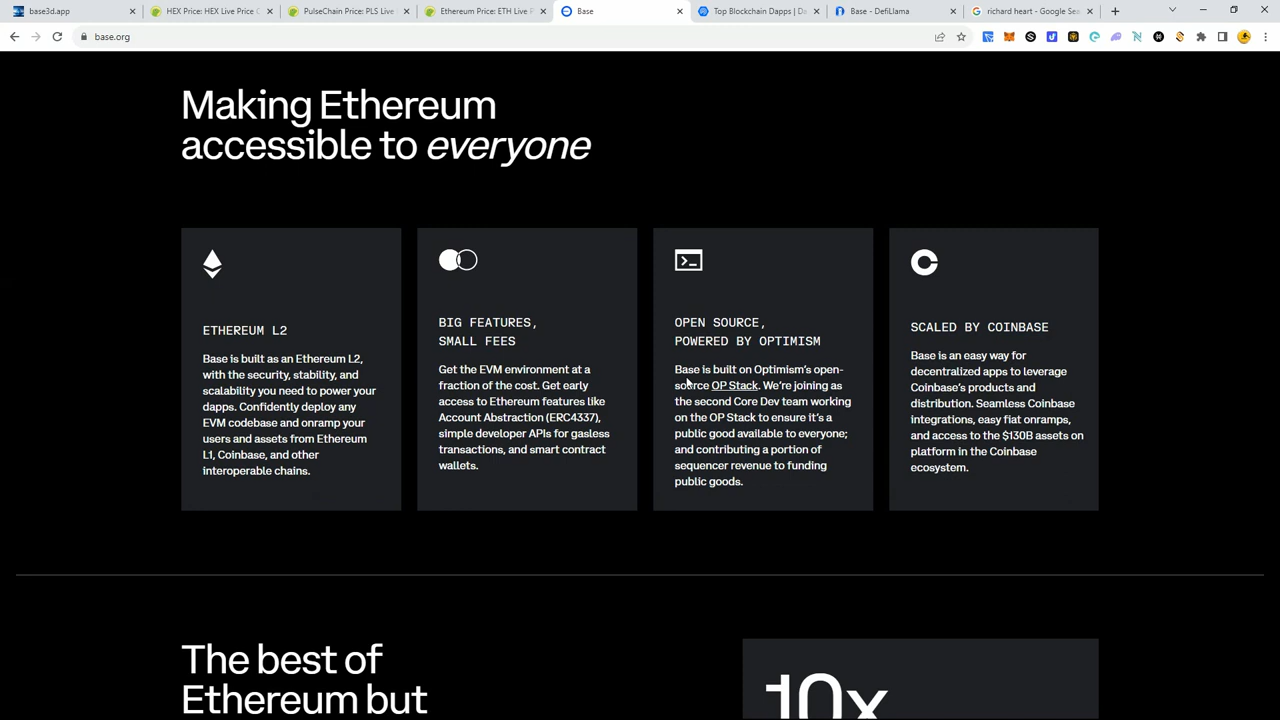 base3d.app
HEX Price: HEX Live Price C
PulseChain Price: PLS Live
Ethereum Price: ETH Live P
Base
Top Blockchain Dapps | Da
Base - DefiLlama
richard heart - Google Sea
base.org
Making Ethereum
accessible to everyone
ETHEREUM L2
Base is built as an Ethereum L2,
with the security, stability, and
scalability you need to power your
dapps. Confidently deploy any
EVM codebase and onramp your
users and assets from Ethereum
L1, Coinbase, and other
interoperable chains.
BIG FEATURES,
SMALL FEES
Get the EVM environment at a
fraction of the cost. Get early
access to Ethereum features like
Account Abstraction (ERC4337),
simple developer APIs for gasless
transactions, and smart contract
wallets.
OPEN SOURCE,
POWERED BY OPTIMISM
Base is built on Optimism's open-
source OP Stack. We're joining as
the second Core Dev team working
on the OP Stack to ensure it's a
public good available to everyone;
and contributing a portion of
sequencer revenue to funding
public goods.
SCALED BY COINBASE
Base is an easy way for
decentralized apps to leverage
Coinbase's products and
distribution. Seamless Coinbase
integrations, easy fiat onramps,
and access to the $130B assets on
platform in the Coinbase
ecosystem.
The best of
Ethereum but
10x